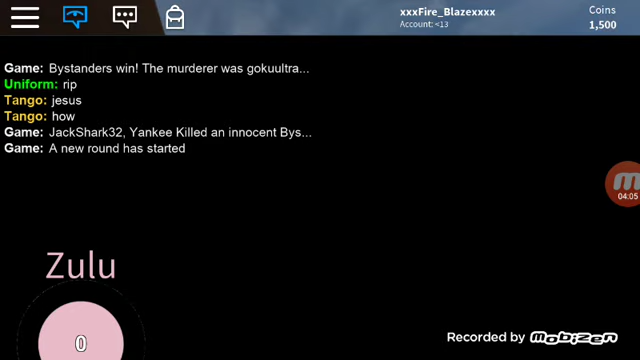 xxxFire_Blazexxxx
Account: <13
Coins
1,500
Game: Bystanders win! The murderer was gokuultra...
Uniform: rip
Tango: jesus
Tango: how
Game: JackShark32, Yankee Killed an innocent Bys...
Game: A new round has started
04:05
Zulu
0
Recorded by mobizen